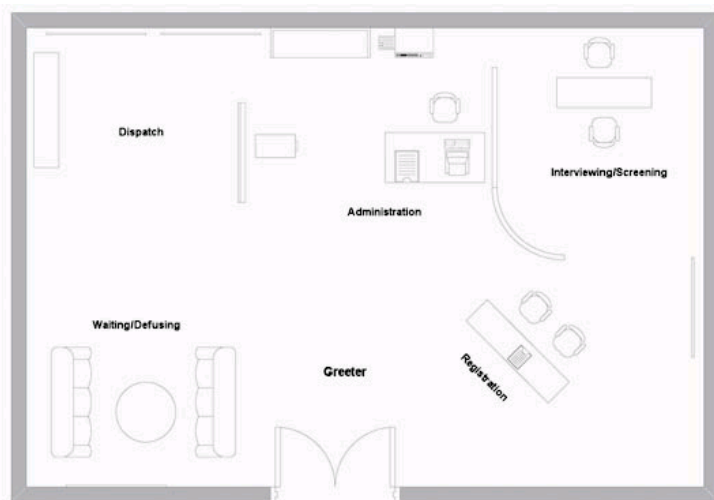 Dispatch
Interviewing/Screening
Administration
Waiting/Defusing
Greeter
Registration